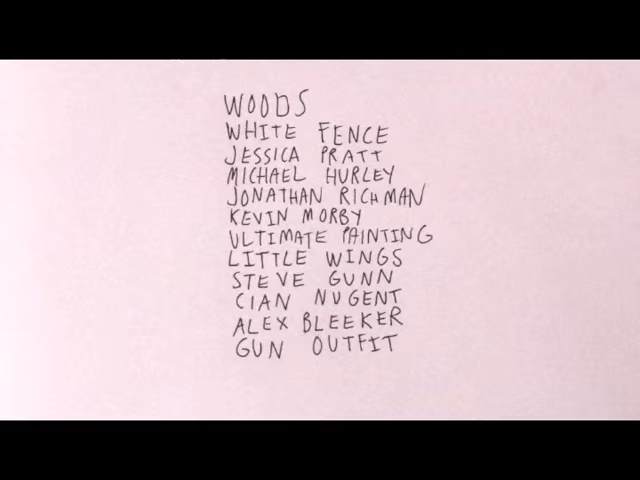 WOODS
WHITE FENCE
JESSICA PRATT
MICHAEL HURLEY
JONATHAN RICHMAN
KEVIN MORBY
ULTIMATE PAINTING
LITTLE WINGS
STEVE GUNN
CIAN NUGENT
ALEX BLEEKER
GUN OUTFIT